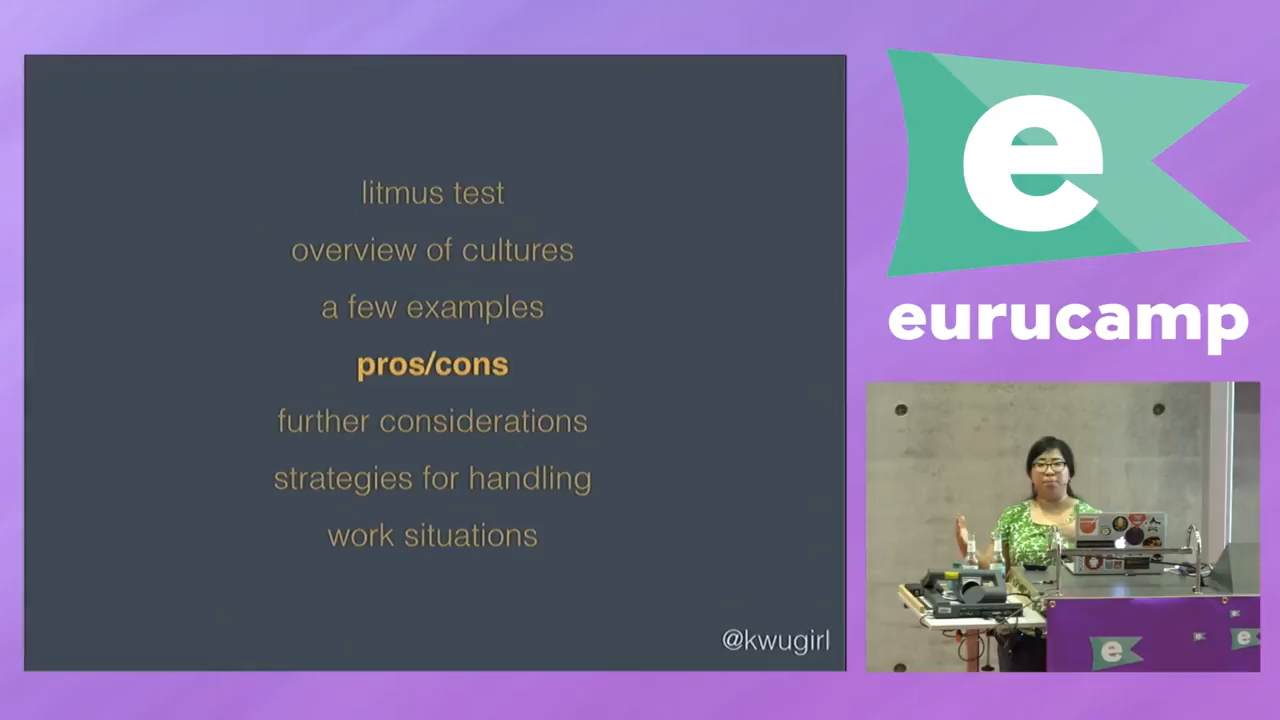 litmus test
overview of cultures
a few examples
pros/cons
further considerations
strategies for handling
work situations
@kwugirl
e
eurucamp
e
e